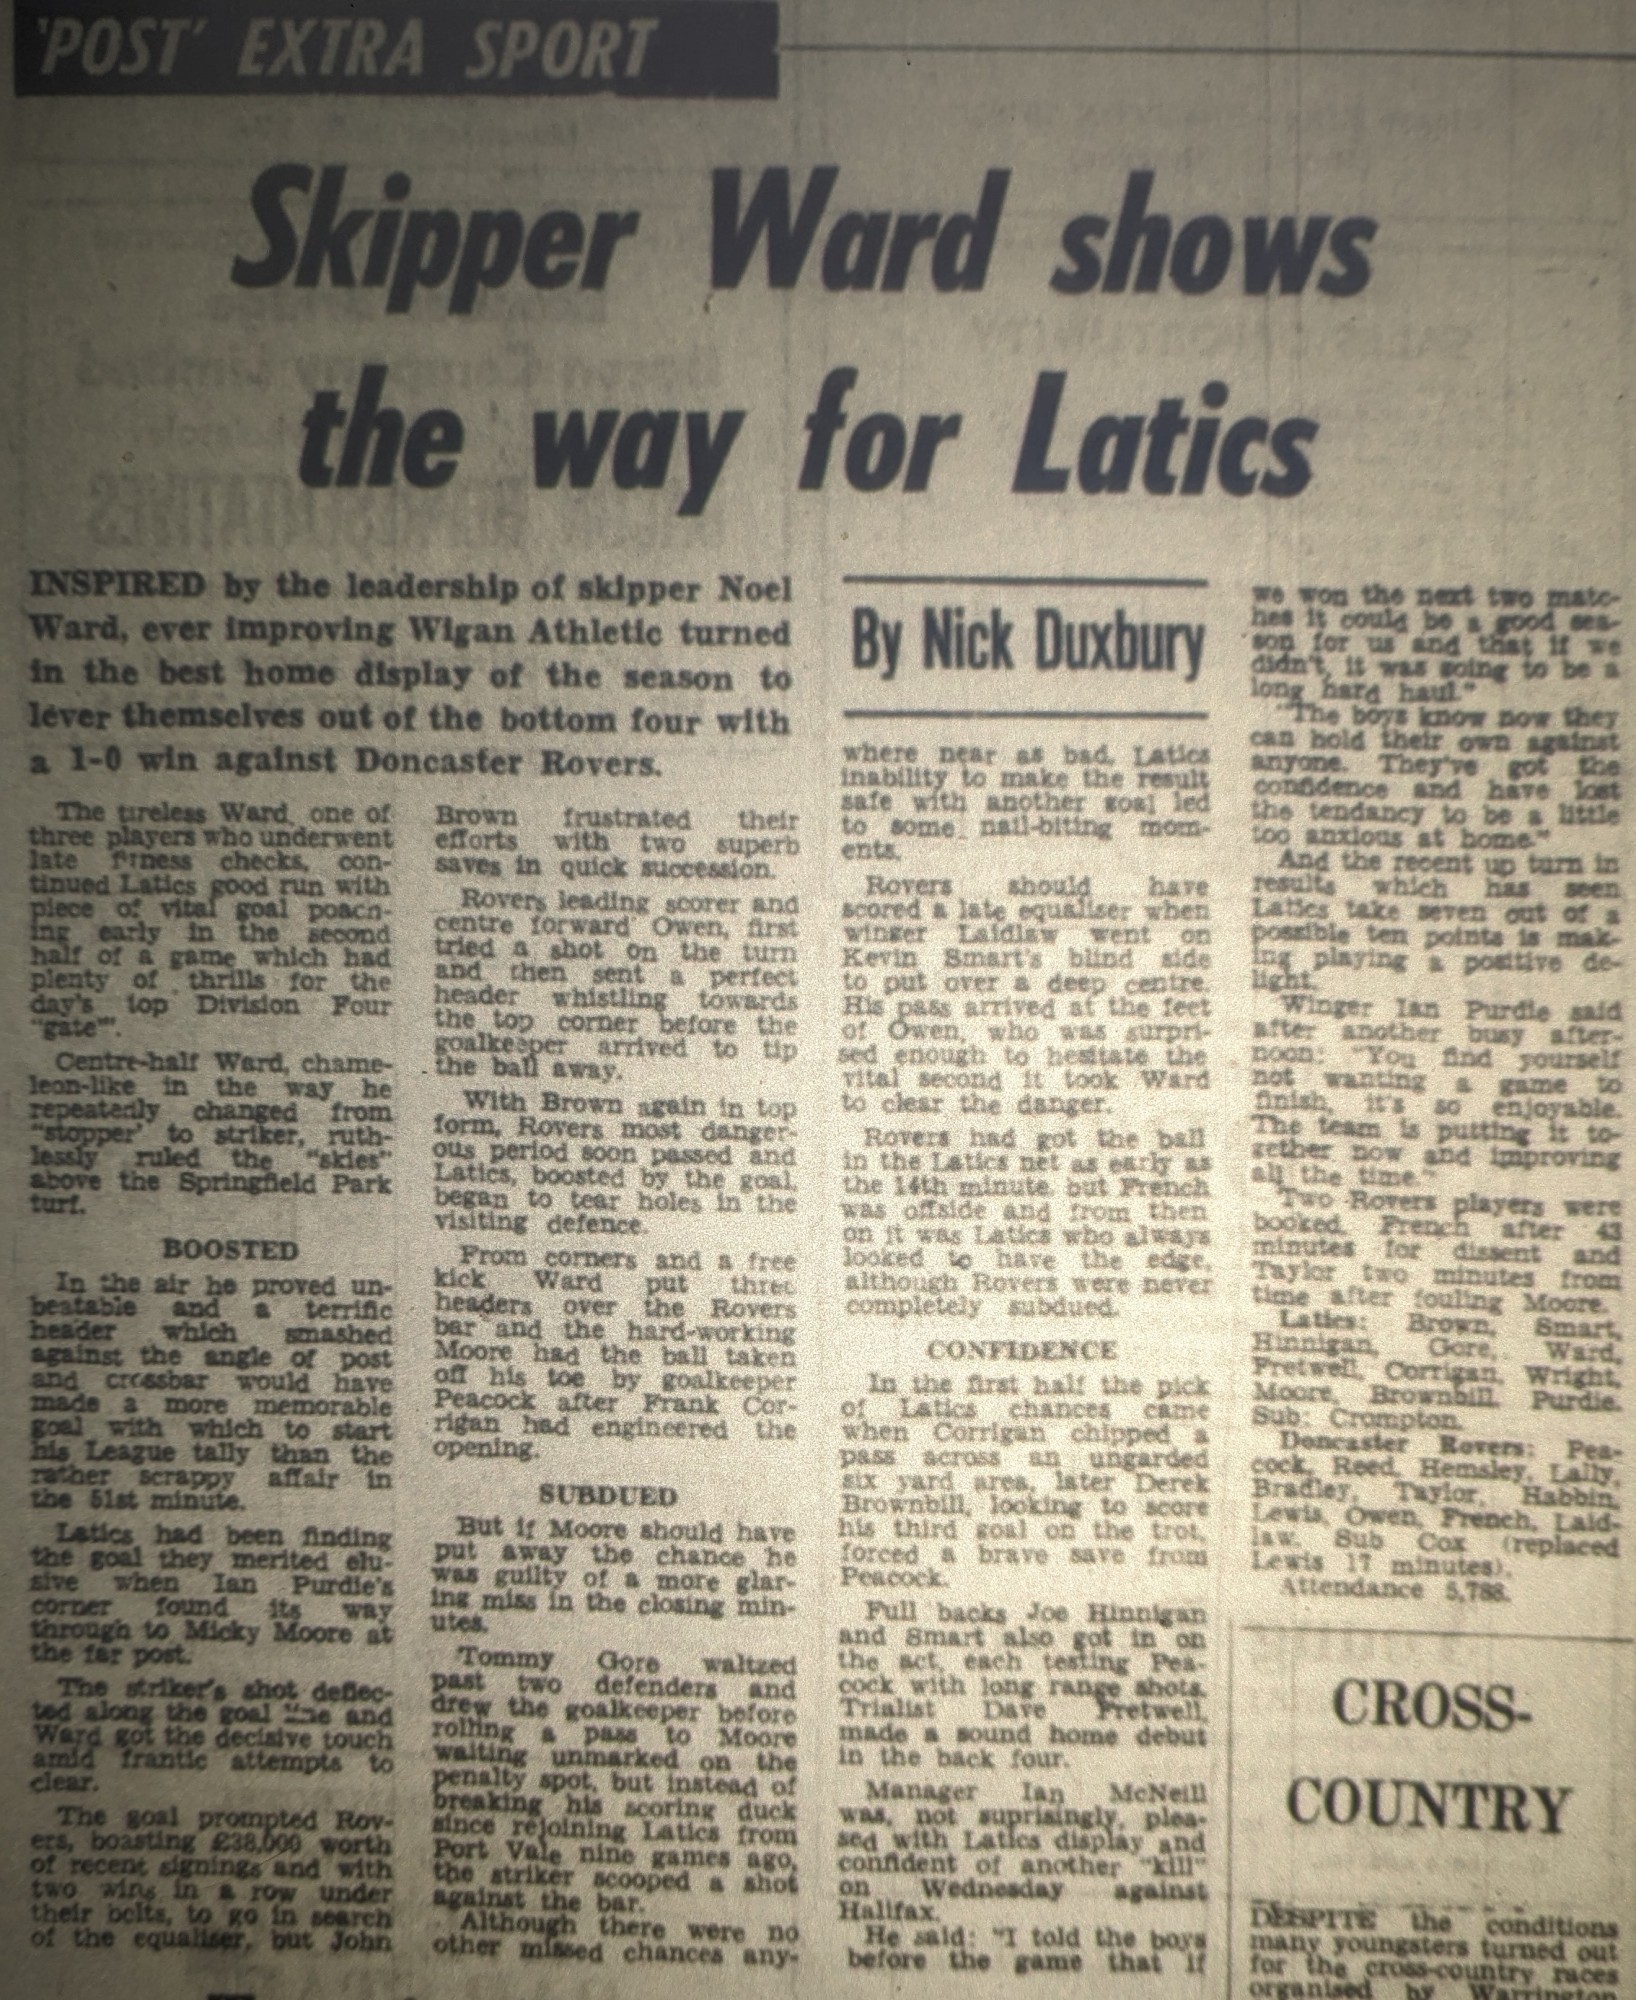 'POST' EXTRA SPORT
Skipper Ward shows
the way for Latics
INSPIRED by the leadership of skipper Noel
Ward, ever improving Wigan Athletic turned
in the best home display of the season to
lever themselves out of the bottom four with
a 1-0 win against Doncaster Rovers.
The tireless Ward, one of
three players who underwent
late fitness checks, con-
tinued Latics good run with
piece of vital goal poach-
ing early in the second
half of a game which had
plenty of thrills for the
day's top Division Four
"gate".
Centre-half Ward, chame-
leon-like in the way he
repeatedly changed from
"stopper' to striker, ruth-
lessly ruled the "skies"
above the Springfield Park
turf.
BOOSTED
In the air he proved un-
beatable and a terrific
header which smashed
against the angle of post
and crossbar would have
made a more memorable
goal with which to start
his League tally than the
rather scrappy affair in
the 51st minute.
Latics had been finding
the goal they merited elu-
sive when Ian Purdie's
corner found its way
through to Micky Moore at
the far post.
The striker's shot deflec-
ted along the goal line and
Ward got the decisive touch
amid frantic attempts to
clear.
The goal prompted Rov-
ers, boasting £38,000 worth
of recent signings and with
two wins in a row under
their belts, to go in search
of the equaliser, but John
Brown frustrated their
efforts with two superb
saves in quick succession.
Rovers leading scorer and
centre forward Owen, first
tried a shot on the turn
and then sent a perfect
header whistling towards
the top corner before the
goalkeeper arrived to tip
the ball away.
With Brown again in top
form, Rovers most danger-
ous period soon passed and
Latics, boosted by the goal,
began to tear holes in the
visiting defence.
From corners and a free
kick Ward put three
headers over the Rovers
bar and the hard-working
Moore had the ball taken
off his toe by goalkeeper
Peacock after Frank Cor-
rigan had engineered the
opening.
SUBDUED
But if Moore should have
put away the chance he
was guilty of a more glar-
ing miss in the closing min-
utes.
Tommy Gore waltzed
past two defenders and
drew the goalkeeper before
rolling a pass to Moore
waiting unmarked on the
penalty spot, but instead of
breaking his scoring duck
since rejoining Latics from
Port Vale nine games ago,
the striker scooped a shot
against the bar.
Although there were no
other missed chances any-
By Nick Duxbury
where near as bad, Latics
inability to make the result
safe with another goal led
to some nail-biting mom-
ents.
Rovers should have
scored a late equaliser when
winger Laidlaw went on
Kevin Smart's blind side
to put over a deep centre.
His pass arrived at the feet
of Owen, who was surpri-
sed enough to hesitate the
vital second it took Ward
to clear the danger.
Rovers had got the ball
in the Latics net as early as
the 14th minute, but French
was offside and from then
on it was Latics who always
looked to have the edge,
although Rovers were never
completely subdued.
CONFIDENCE
In the first half the pick
of Latics chances came
when Corrigan chipped a
pass across an ungarded
six yard area, later Derek
Brownbill, looking to score
his third goal on the trot,
forced a brave save from
Peacock.
Full backs Joe Hinnigan
and Smart also got in on
the act, each testing Pea-
cock with long range shots.
Trialist Dave Fretwell,
made a sound home debut
in the back four.
Manager Ian McNeill
was, not suprisingly, plea-
sed with Latics display and
confident of another "kill"
on Wednesday against
Halifax.
He said: "I told the boys
before the game that if
we won the next two matc-
hes it could be a good sea-
son for us and that if we
didn't, it was going to be a
long hard haul."
"The boys know now they
can hold their own against
anyone. They've got the
confidence and have lost
the tendancy to be a little
too anxious at home."
And the recent up turn in
results which has seen
Latics take seven out of a
possible ten points is mak-
ing playing a positive de-
light.
Winger Ian Purdie said
after another busy after-
noon: "You find yourself
not wanting a game to
finish, it's so enjoyable.
The team is putting it to-
gether now and improving
all the time."
Two Rovers players were
booked. French after 43
minutes for dissent and
Taylor two minutes from
time after fouling Moore.
Latics: Brown, Smart,
Hinnigan, Gore, Ward,
Fretwell, Corrigan, Wright,
Moore, Brownbill, Purdie.
Sub: Crompton.
Doncaster Rovers: Pea-
cock, Reed, Hemsley, Lally,
Bradley, Taylor, Habbin,
Lewis, Owen, French, Laid-
law. Sub Cox (replaced
Lewis 17 minutes).
Attendance 5,788.
CROSS-
COUNTRY
DESPITE the conditions
many youngsters turned out
for the cross-country races
organised by Warrington